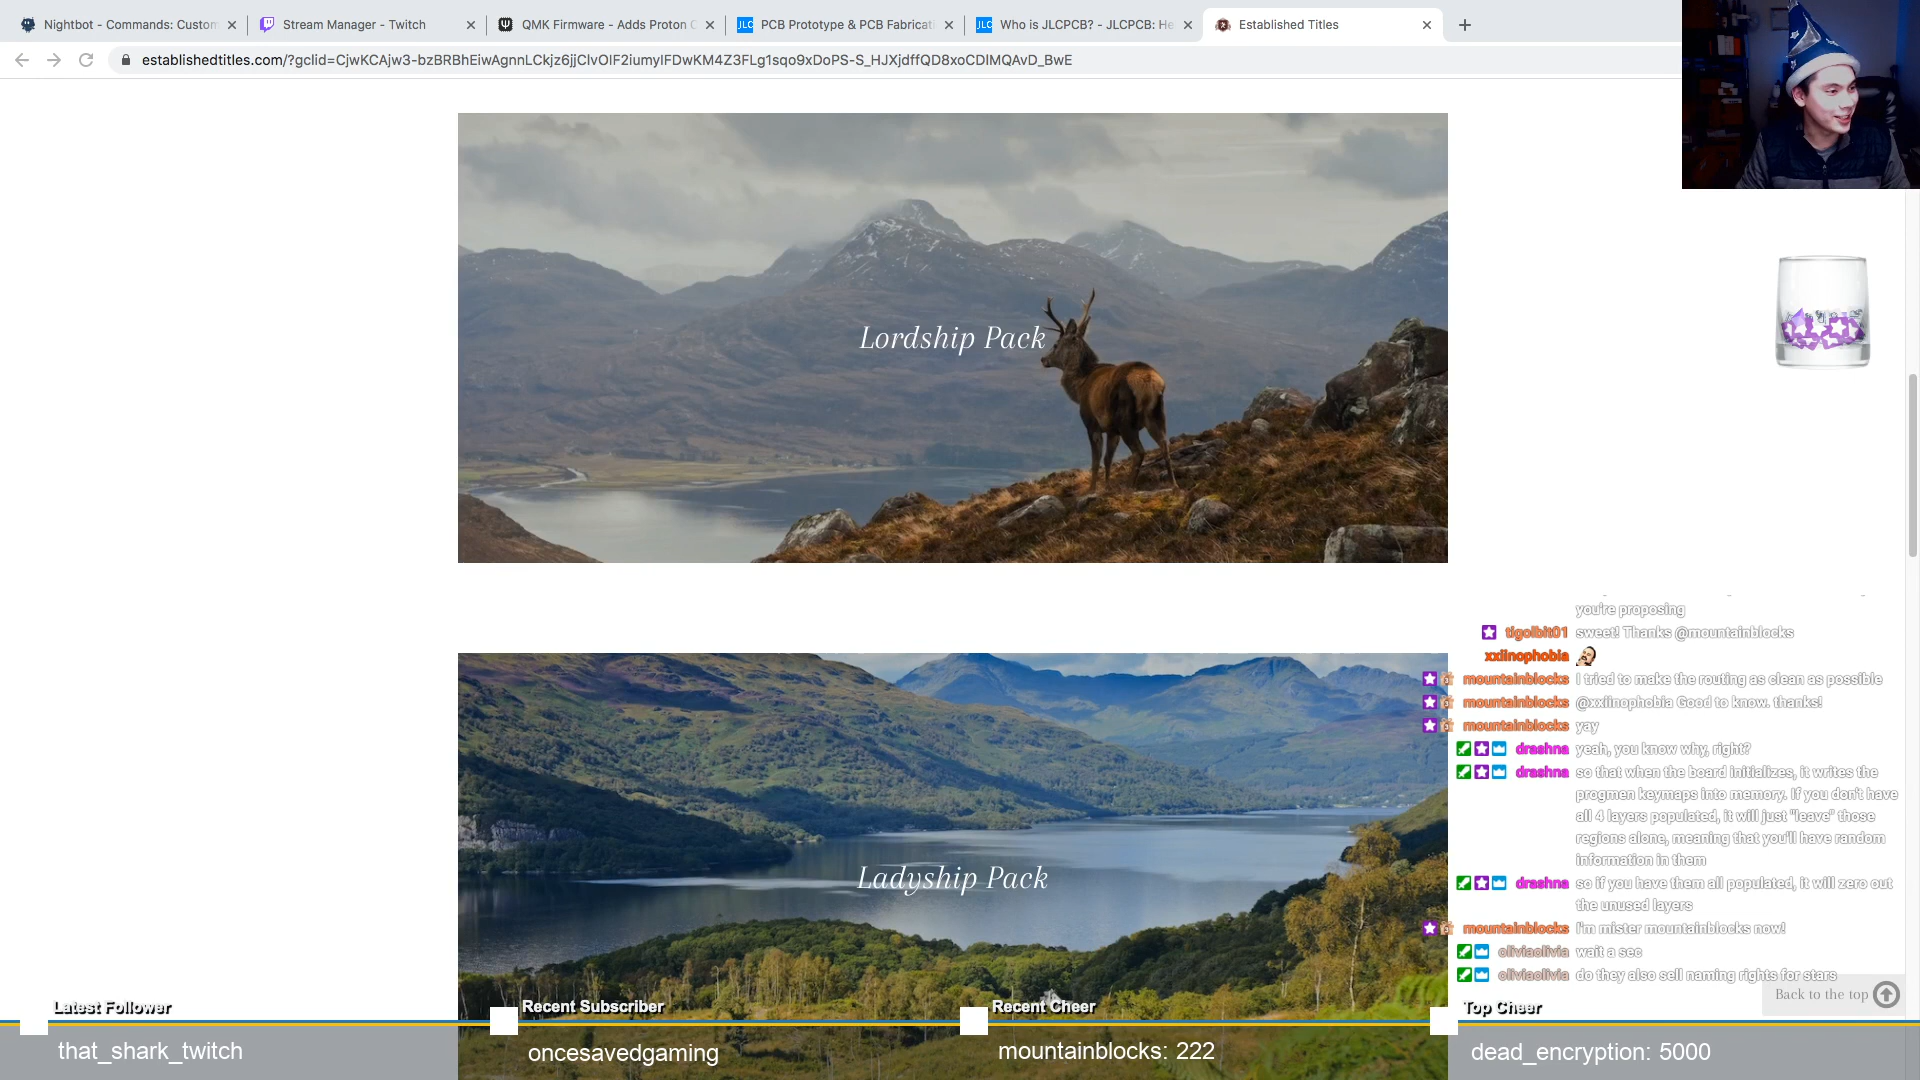 Nightbot - Commands: Custom
Stream Manager - Twitch
QMK Firmware - Adds Proton C
PCB Prototype & PCB Fabricati
Who is JLCPCB? - JLCPCB: He
Established Titles
establishedtitles.com/?gclid=CjwKCAjw3-bzBRBhEiwAgnnLCkjz6jjClvOlF2iumyIFDwKM4Z3FLg1sqo9xDoPS-S_HJXjdffQD8xoCDlMQAvD_BwE
Lordship Pack
you're proposing
tigolbit01 sweet! Thanks @mountainblocks
xxiinophobia
mountainblocks I tried to make the routing as clean as possible
mountainblocks @xxiinophobia Good to know. thanks!
mountainblocks yay
drashna yeah, you know why, right?
drashna so that when the board initializes, it writes the
progmen keymaps into memory. If you don't have
all 4 layers populated, it will just "leave" those
regions alone, meaning that you'll have random
information in them
drashna so if you have them all populated, it will zero out
the unused layers
mountainblocks I'm mister mountainblocks now!
oliviaolivia wait a sec
oliviaolivia do they also sell naming rights for stars
Ladyship Pack
Back to the top
Latest Follower
that_shark_twitch
Recent Subscriber
oncesavedgaming
Recent Cheer
mountainblocks: 222
Top Cheer
dead_encryption: 5000